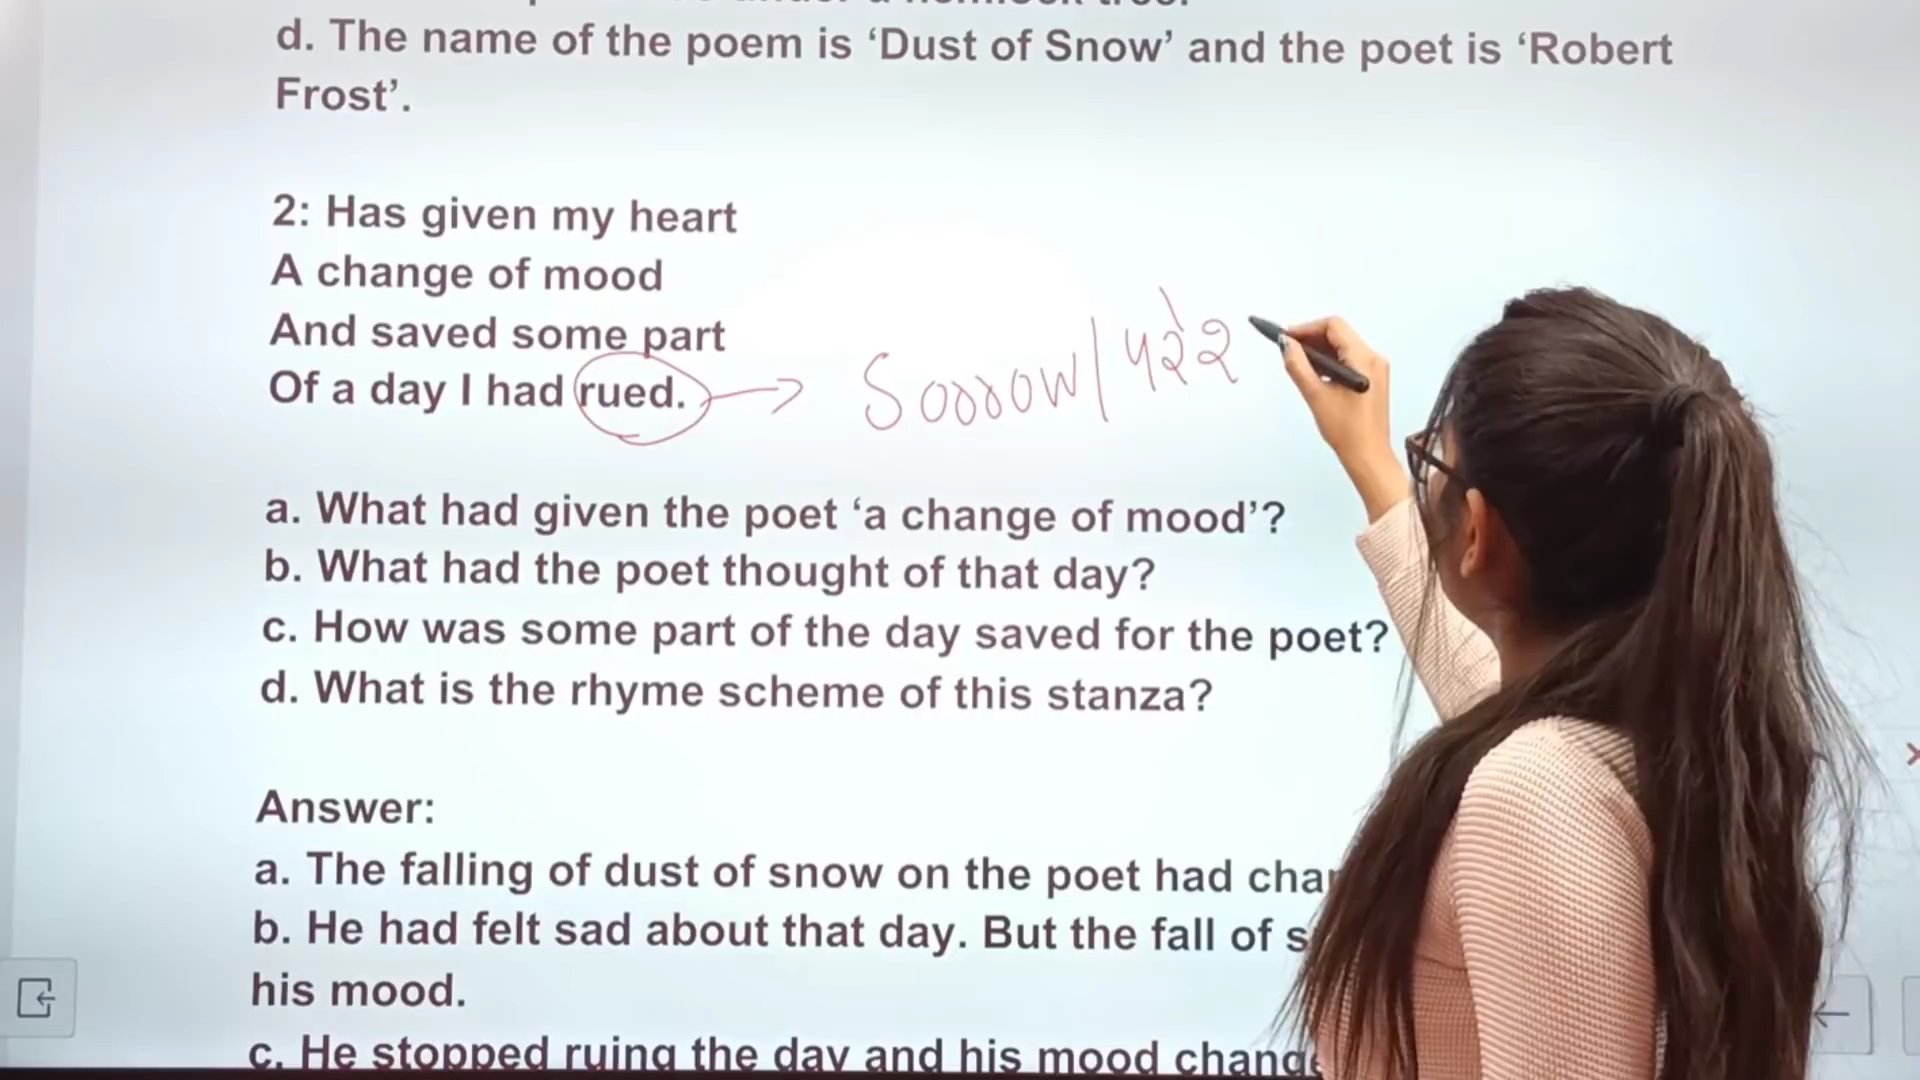 d. The name of the poem is ‘Dust of Snow’ and the poet is ‘Robert
Frost’.
2: Has given my heart
A change of mood
And saved some part
Of a day I had rued. → Sorrow /
a. What had given the poet ‘a change of mood’?
b. What had the poet thought of that day?
c. How was some part of the day saved for the poet?
d. What is the rhyme scheme of this stanza?
Answer:
a. The falling of dust of snow on the poet had
b. He had felt sad about that day. But the fall of
his mood.
c. He stopped ruing the day and his mood